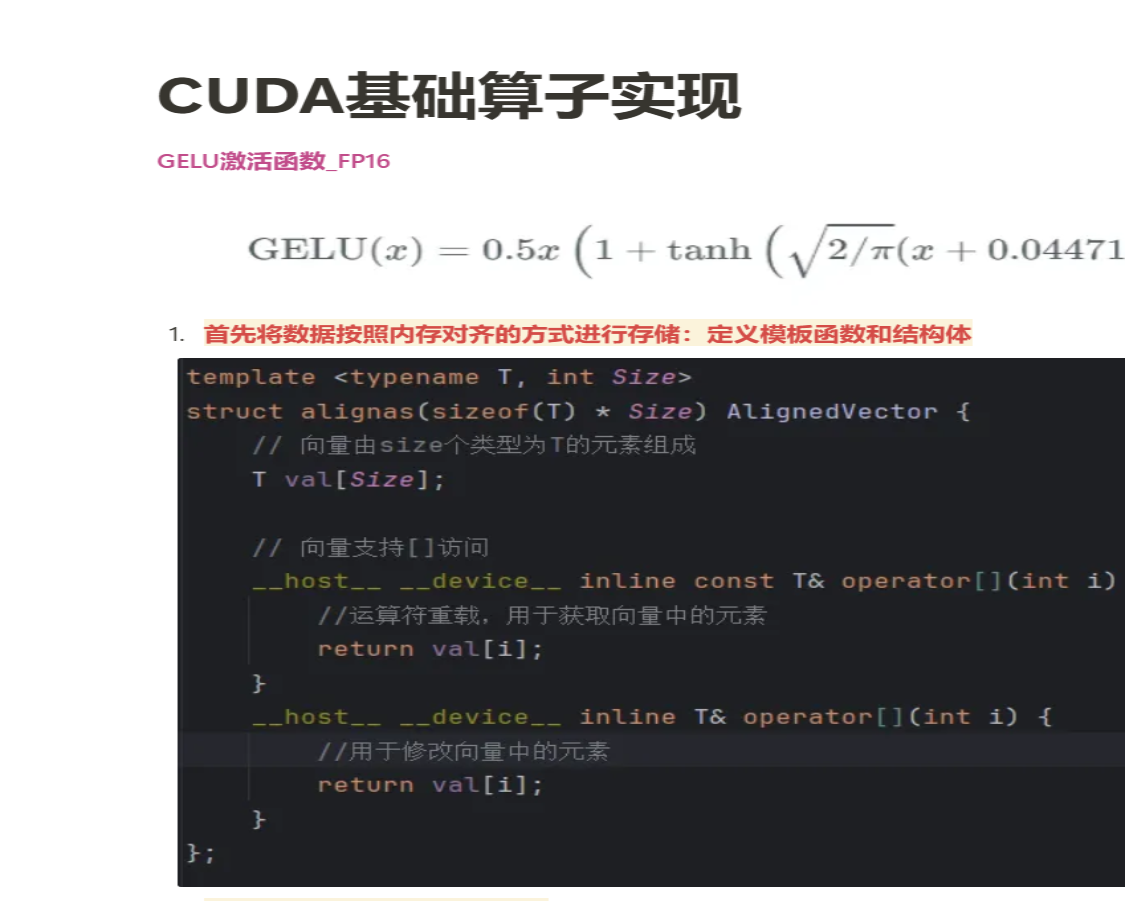 CUDA基础算子实现
GELU激活函数_FP16
GELU(x) = 0.5x (1 + tanh (√2/π(x + 0.04471
1. 首先将数据按照内存对齐的方式进行存储：定义模板函数和结构体
template <typename T, int Size>
struct alignas(sizeof(T) * Size) AlignedVector {
// 向量由size个类型为T的元素组成
T val[Size];
// 向量支持[]访问
__host__ __device__ inline const T& operator[](int i)
//运算符重载，用于获取向量中的元素
return val[i];
}
__host__ __device__ inline T& operator[](int i) {
//用于修改向量中的元素
return val[i];
}
};